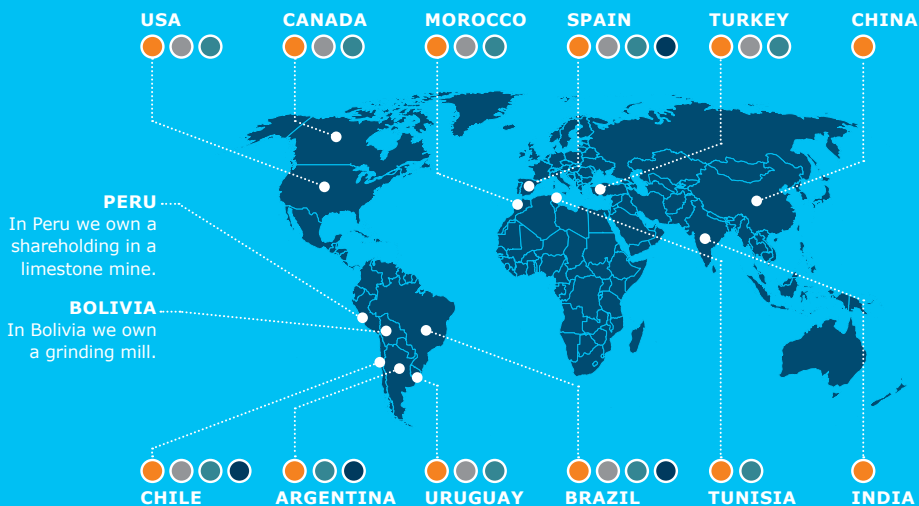 USA
CANADA
MOROCCO
SPAIN
TURKEY
CHINA
PERU
In Peru we own a
shareholding in a
limestone mine.
BOLIVIA
In Bolivia we own
a grinding mill.
CHILE
ARGENTINA
URUGUAY
BRAZIL
TUNISIA
INDIA